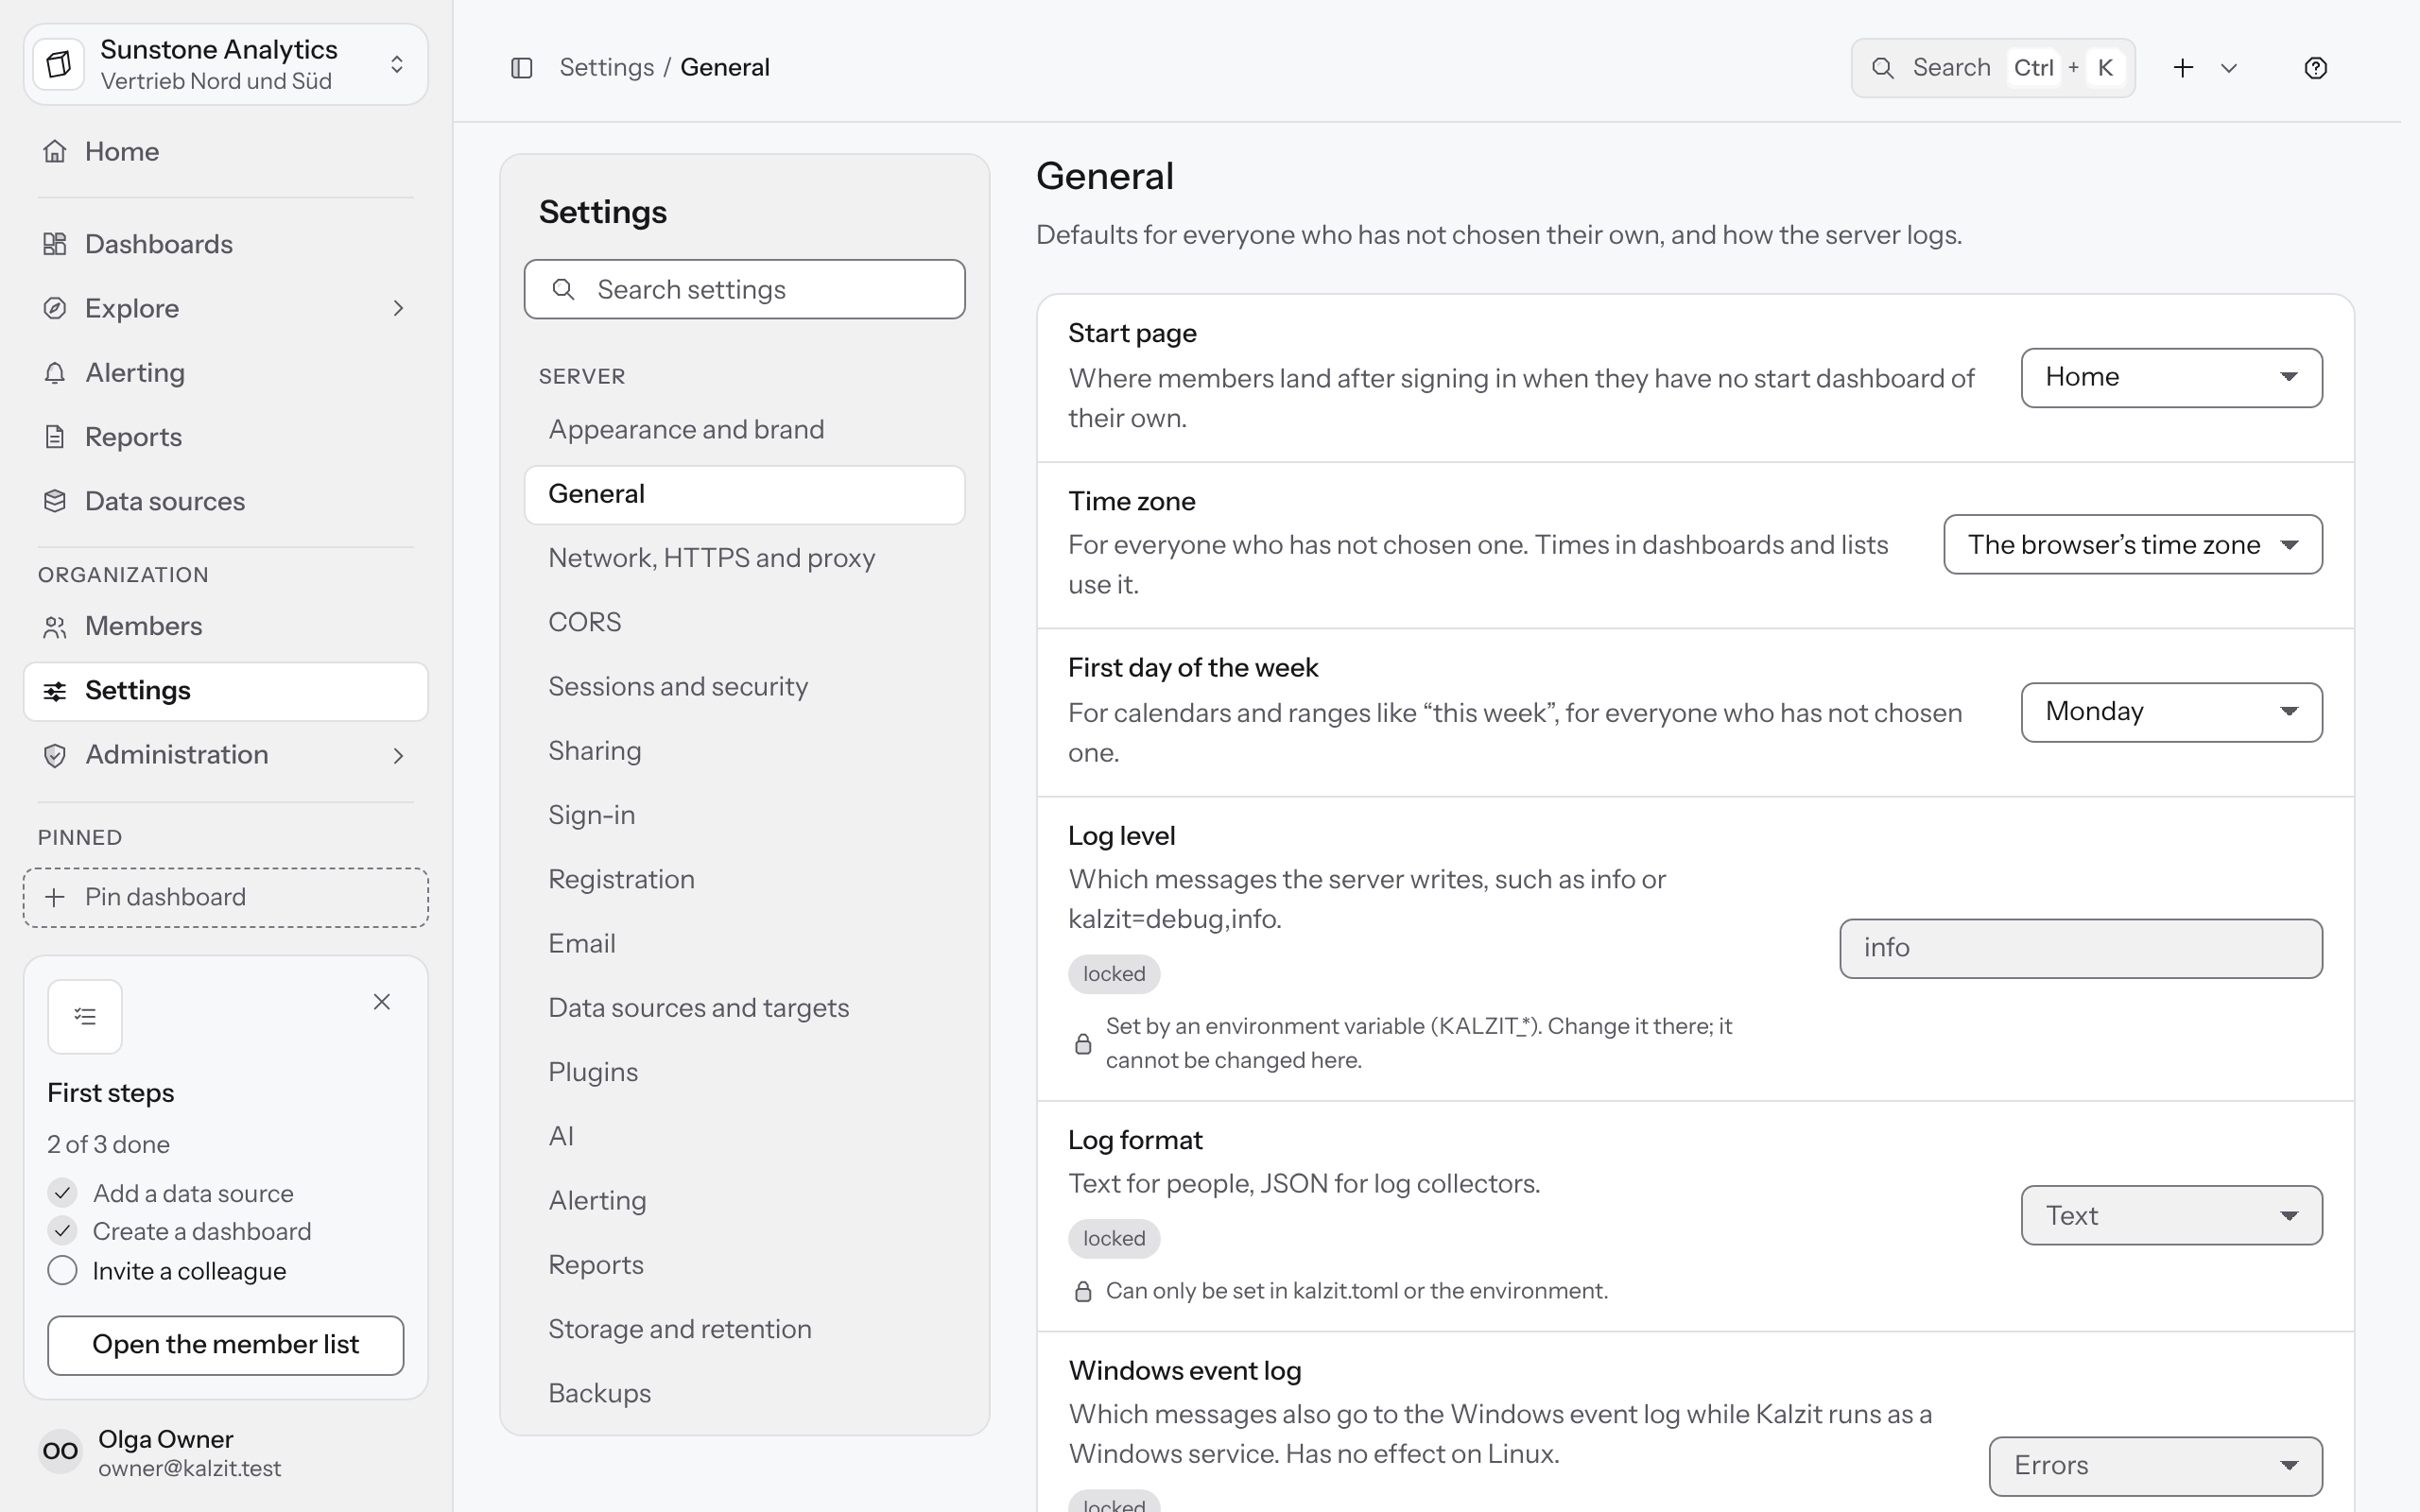 Sunstone Analytics
Vertrieb Nord und Süd
Home
Dashboards
Explore
Alerting
Reports
Data sources
ORGANIZATION
Members
Settings
Administration
PINNED
Pin dashboard
First steps
2 of 3 done
Add a data source
Create a dashboard
Invite a colleague
Open the member list
OO
Olga Owner
owner@kalzit.test
Settings / General
Search Ctrl + K
Settings
Search settings
SERVER
Appearance and brand
General
Network, HTTPS and proxy
CORS
Sessions and security
Sharing
Sign-in
Registration
Email
Data sources and targets
Plugins
AI
Alerting
Reports
Storage and retention
Backups
General
Defaults for everyone who has not chosen their own, and how the server logs.
Start page
Where members land after signing in when they have no start dashboard of
their own.
Home
Time zone
For everyone who has not chosen one. Times in dashboards and lists
use it.
The browser’s time zone
First day of the week
For calendars and ranges like “this week”, for everyone who has not chosen
one.
Monday
Log level
Which messages the server writes, such as info or
kalzit=debug,info.
locked
Set by an environment variable (KALZIT_*). Change it there; it
cannot be changed here.
info
Log format
Text for people, JSON for log collectors.
locked
Can only be set in kalzit.toml or the environment.
Text
Windows event log
Which messages also go to the Windows event log while Kalzit runs as a
Windows service. Has no effect on Linux.
locked
Errors